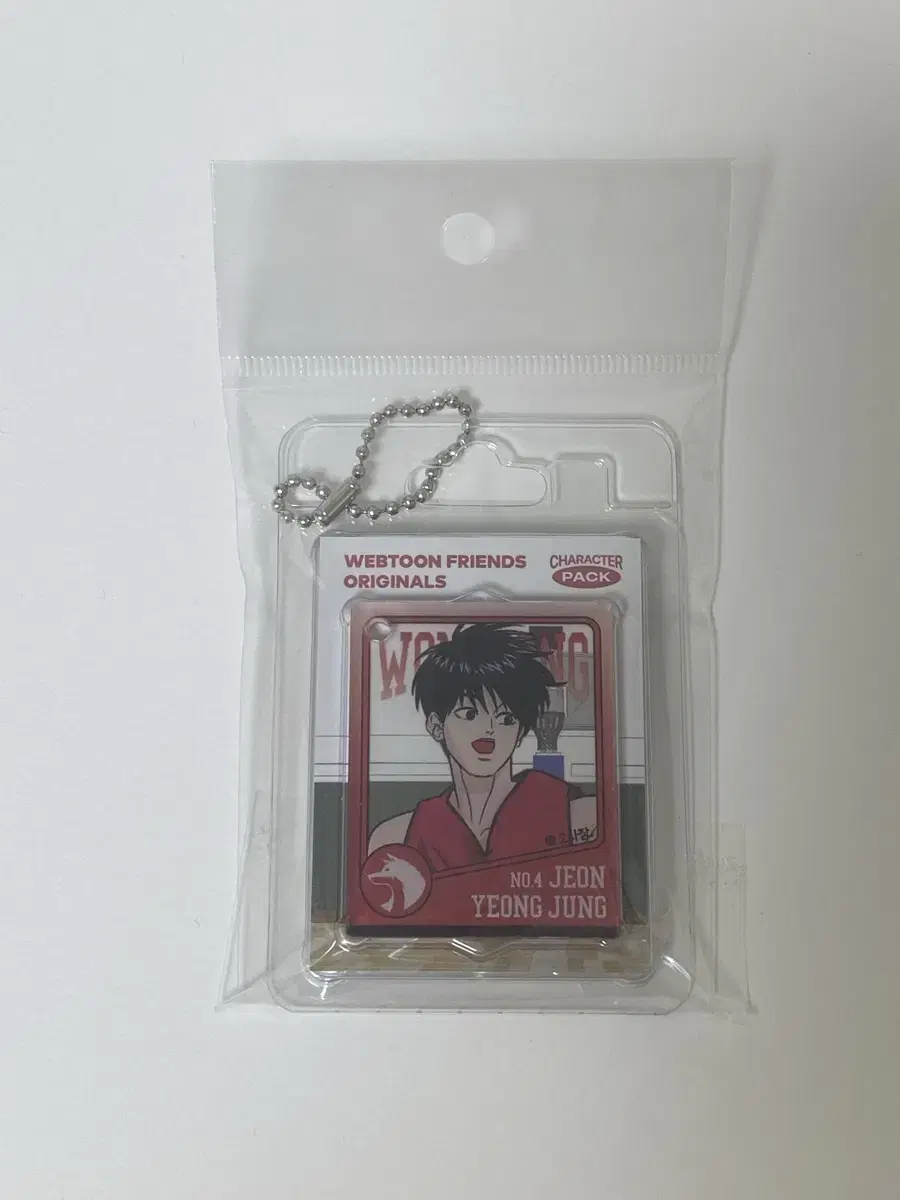 WEBTOON FRIENDS
ORIGINALS
CHARACTER
PACK
NO.4 JEON
YEONG JUNG